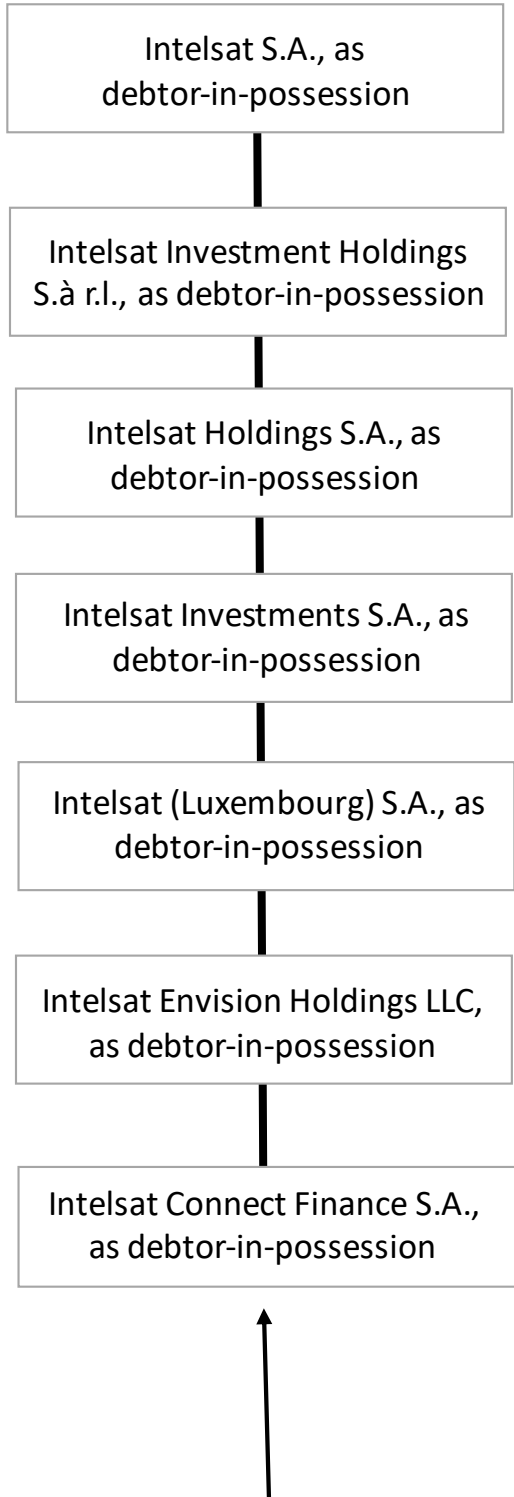 Intelsat S.A., as
debtor-in-possession
Intelsat Investment Holdings
S.à r.l., as debtor-in-possession
Intelsat Holdings S.A., as
debtor-in-possession
Intelsat Investments S.A., as
debtor-in-possession
Intelsat (Luxembourg) S.A., as
debtor-in-possession
Intelsat Envision Holdings LLC,
as debtor-in-possession
Intelsat Connect Finance S.A.,
as debtor-in-possession